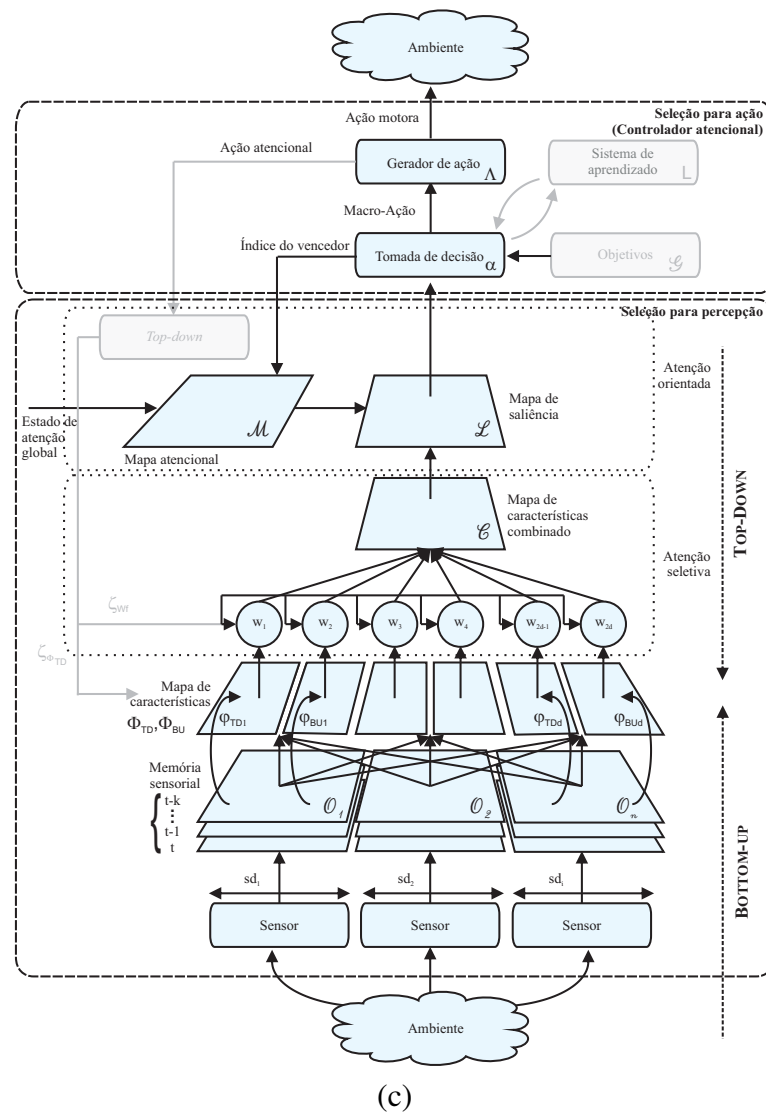 Ambiente
Seleção para ação
(Controlador atencional)
Ação motora
Ação atencional
Gerador de ação
Λ
Sistema de
aprendizado
L
Macro-Ação
Índice do vencedor
Tomada de decisão
α
Objetivos
𝒢
Seleção para percepção
Top-down
Atenção
orientada
Mapa de
saliência
Estado de
atenção
global
ℳ
ℒ
Mapa atencional
Mapa de
características
combinado
𝒞
TOP-DOWN
Atenção
seletiva
ζWf
w1
w2
w3
w4
w2d-1
w2d
ζΦTD
Mapa de
características
ΦTD,ΦBU
φTD1
φBU1
φTDd
φBUd
Memória
sensorial
t-k
⋮
t-1
t
𝒪1
𝒪2
𝒪n
BOTTOM-UP
sd1
sd2
sdi
Sensor
Sensor
Sensor
Ambiente
(c)